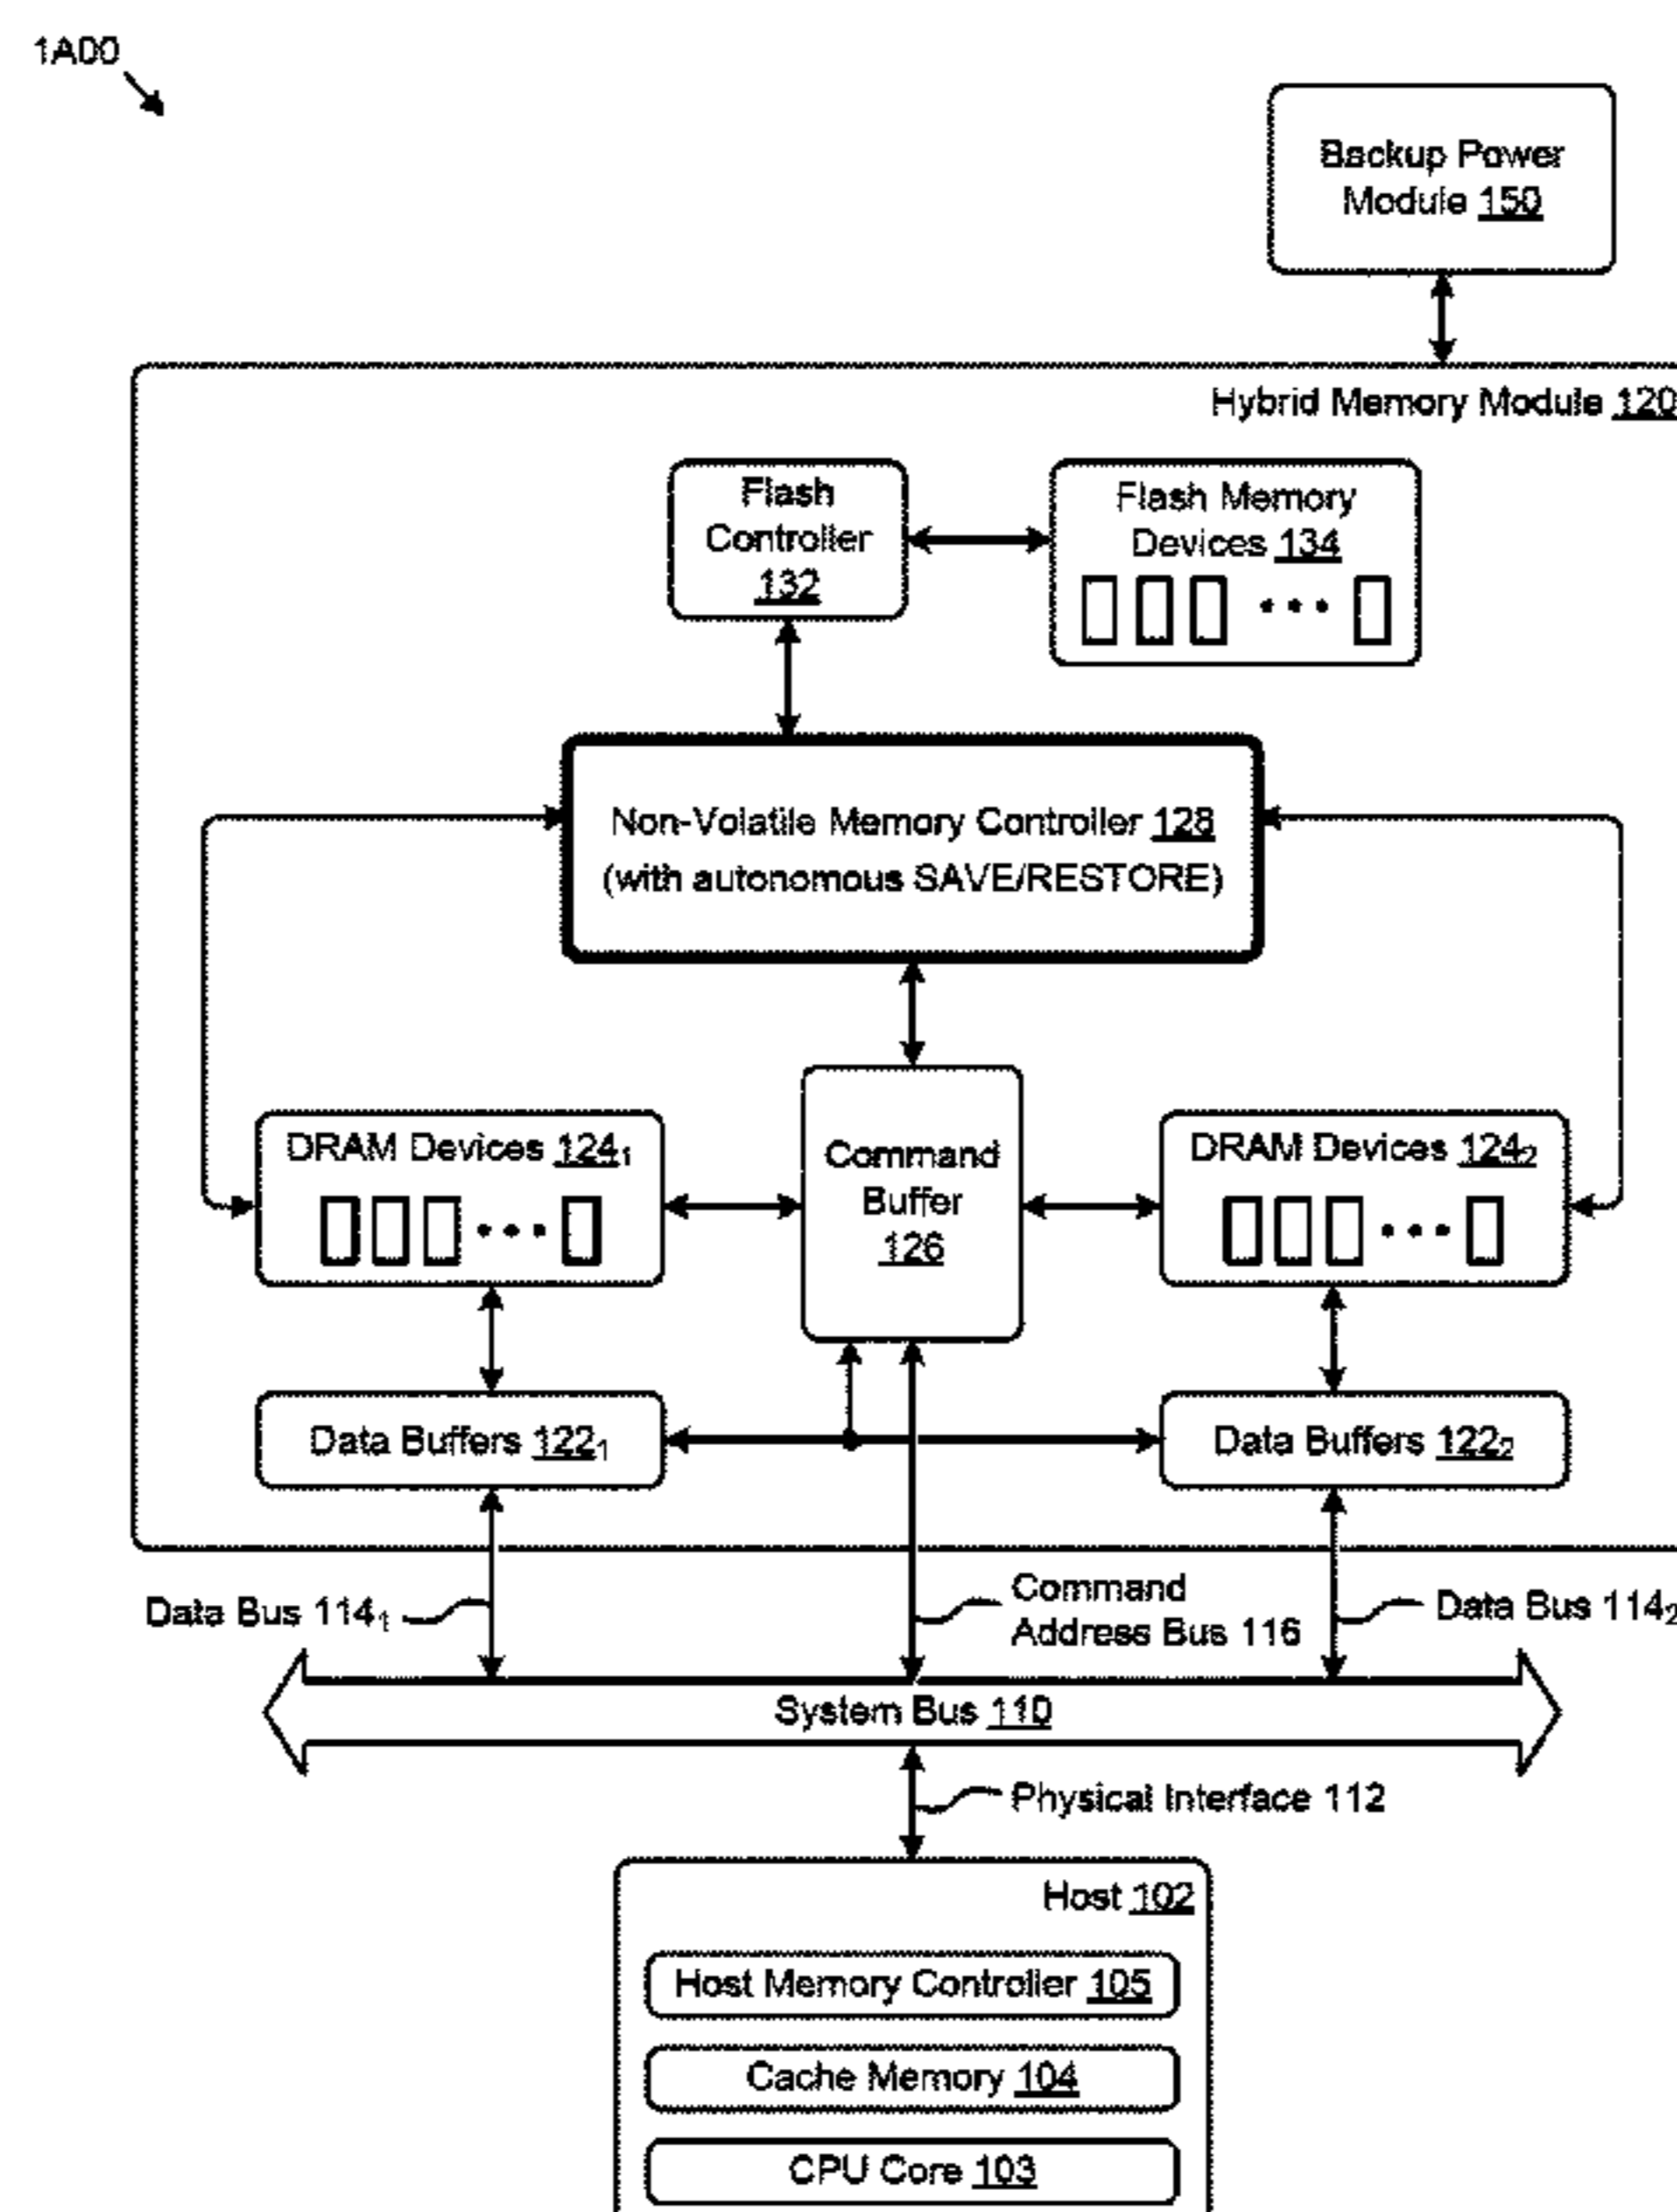 1A00
Backup Power
Module 150
Hybrid Memory Module 120
Flash
Controller
132
Flash Memory
Devices 134
Non-Volatile Memory Controller 128
(with autonomous SAVE/RESTORE)
DRAM Devices 124₁
Command
Buffer
126
DRAM Devices 124₂
Data Buffers 122₁
Data Buffers 122₂
Data Bus 114₁
Command
Address Bus 116
Data Bus 114₂
System Bus 110
Physical Interface 112
Host 102
Host Memory Controller 105
Cache Memory 104
CPU Core 103